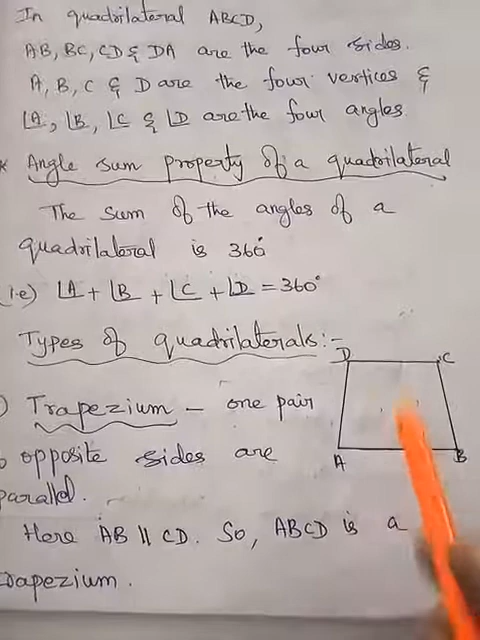 In quadrilateral ABCD,
AB, BC, CD & DA are the four sides.
A, B, C & D are the four vertices &
∠A, ∠B, ∠C & ∠D are the four angles
* Angle sum property of a quadrilateral
The sum of the angles of a
quadrilateral is 360°
(i.e) ∠A + ∠B + ∠C + ∠D = 360°
Types of quadrilaterals:-
D C
) Trapezium - one pair
opposite sides are
A B
parallel.
Here AB || CD. So, ABCD is a
Trapezium.